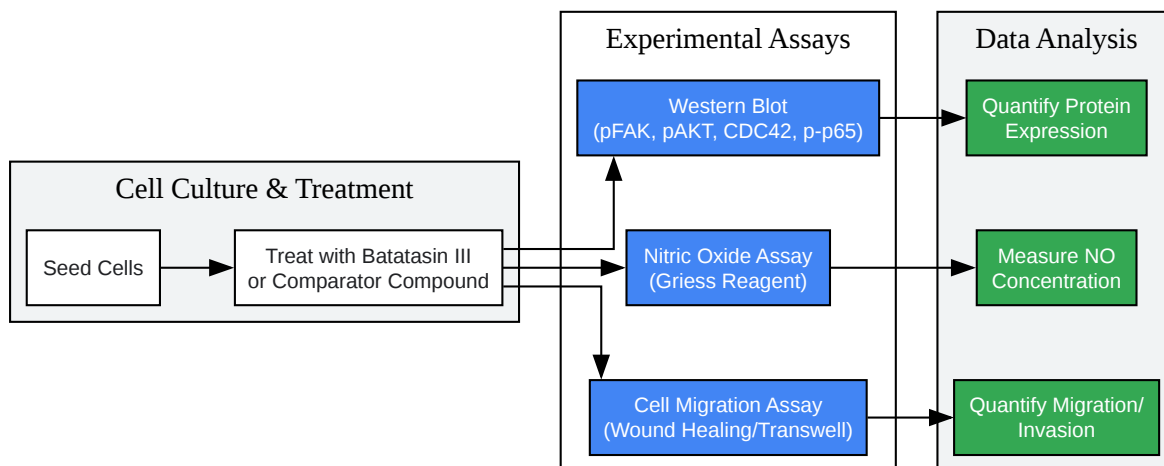 Cell Culture & Treatment
Seed Cells
Treat with Batatasin III
or Comparator Compound
Experimental Assays
Western Blot
(pFAK, pAKT, CDC42, p-p65)
Nitric Oxide Assay
(Griess Reagent)
Cell Migration Assay
(Wound Healing/Transwell)
Data Analysis
Quantify Protein
Expression
Measure NO
Concentration
Quantify Migration/
Invasion